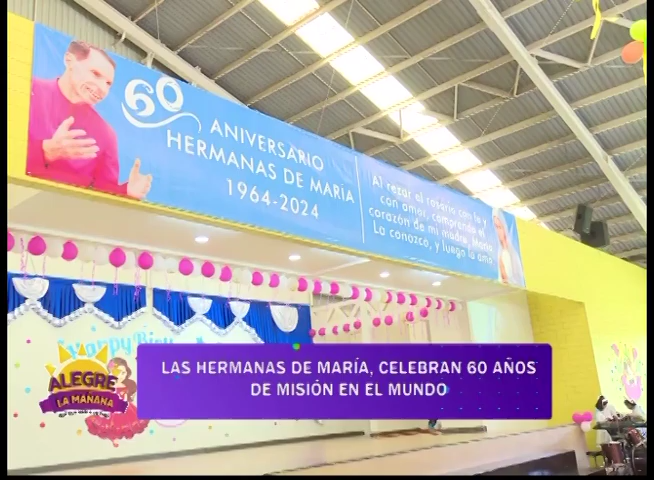 60 ANIVERSARIO
HERMANAS DE MARÍA
1964-2024
Al rezar el rosario con fe y
con amor, comprendo el
corazón de mi madre, María
La conozco, y luego la amo
Happy Bir
ALEGRE
LA MAÑANA
LAS HERMANAS DE MARÍA, CELEBRAN 60 AÑOS
DE MISIÓN EN EL MUNDO